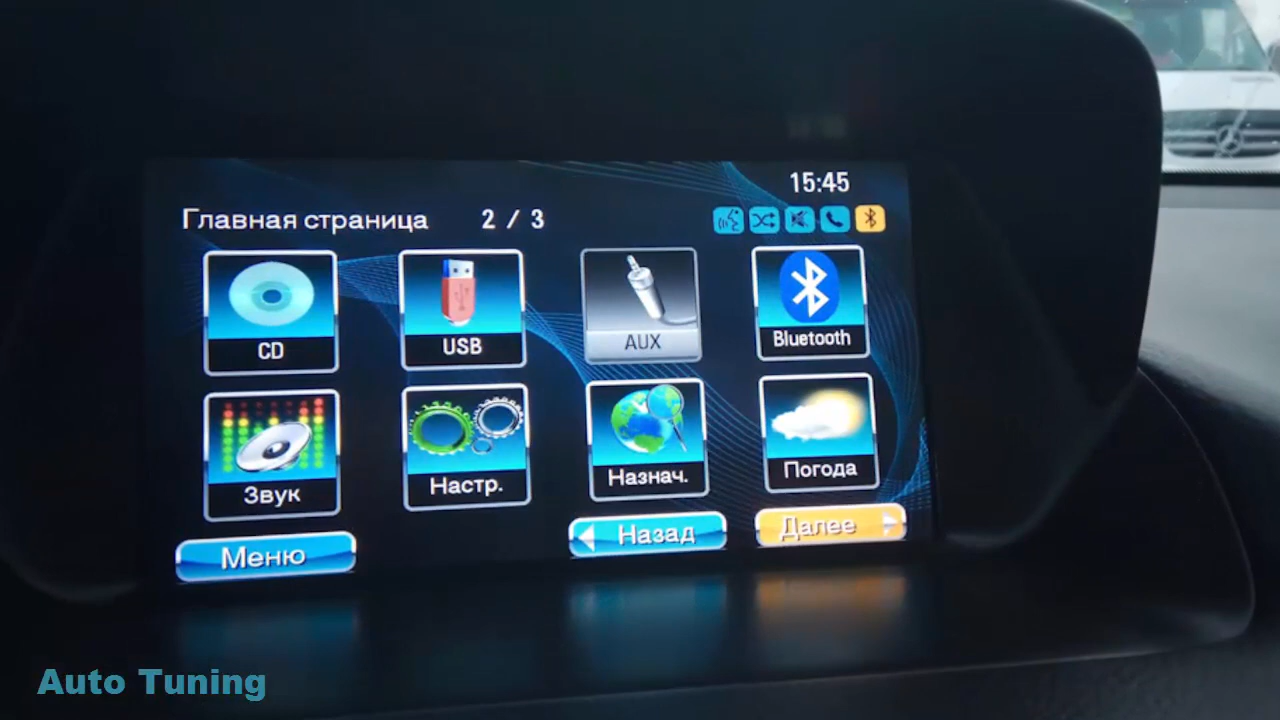 15:45
Главная страница 2 / 3
CD USB AUX Bluetooth
Звук Настр. Назнач. Погода
Меню Назад Далее
Auto Tuning